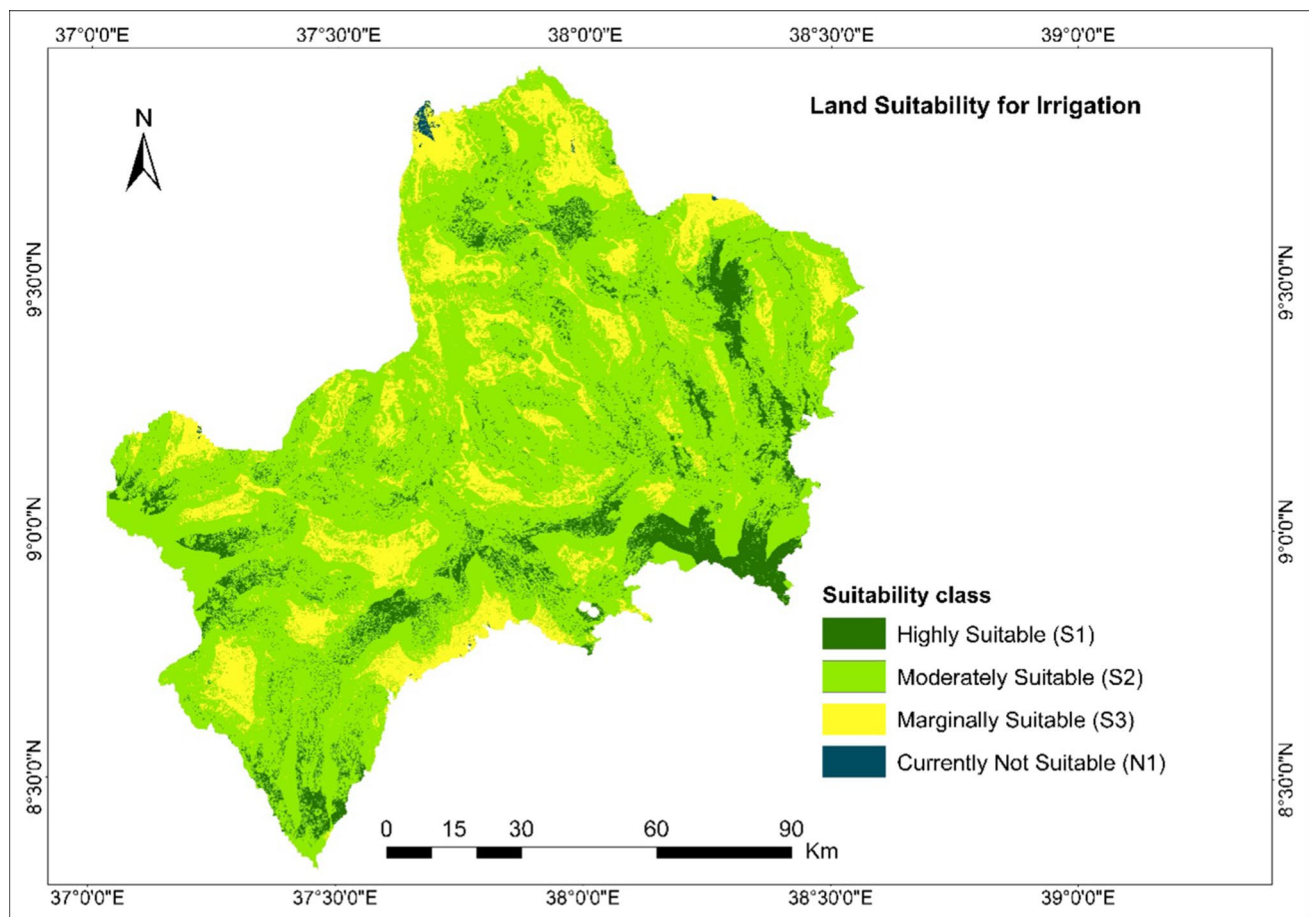 37°0'0"E 37°30'0"E 38°0'0"E 38°30'0"E 39°0'0"E
Land Suitability for Irrigation
N
9°30'0"N 9°30'0"N
9°0'0"N 9°0'0"N
Suitability class
Highly Suitable (S1)
Moderately Suitable (S2)
Marginally Suitable (S3)
Currently Not Suitable (N1)
8°30'0"N 8°30'0"N
0 15 30 60 90
Km
37°0'0"E 37°30'0"E 38°0'0"E 38°30'0"E 39°0'0"E